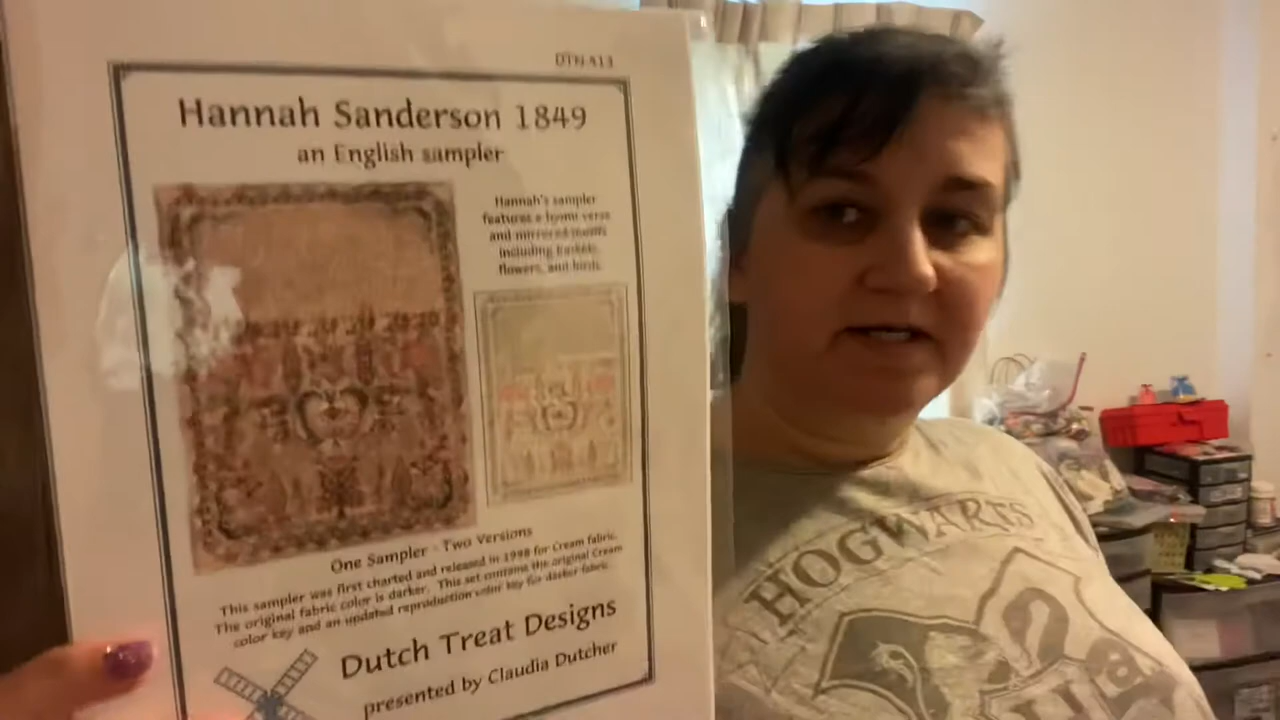 DTN-A13
Hannah Sanderson 1849
an English sampler
Hannah's sampler
features a hymn verse
and mirrored motifs
including baskets,
flowers, and birds.
One Sampler - Two Versions
This sampler was first charted and released in 1998 for Cream fabric.
The original fabric color is darker. This set contains the original Cream
color key and an updated reproduction color key for darker fabric.
Dutch Treat Designs
presented by Claudia Dutcher
HOGWARTS